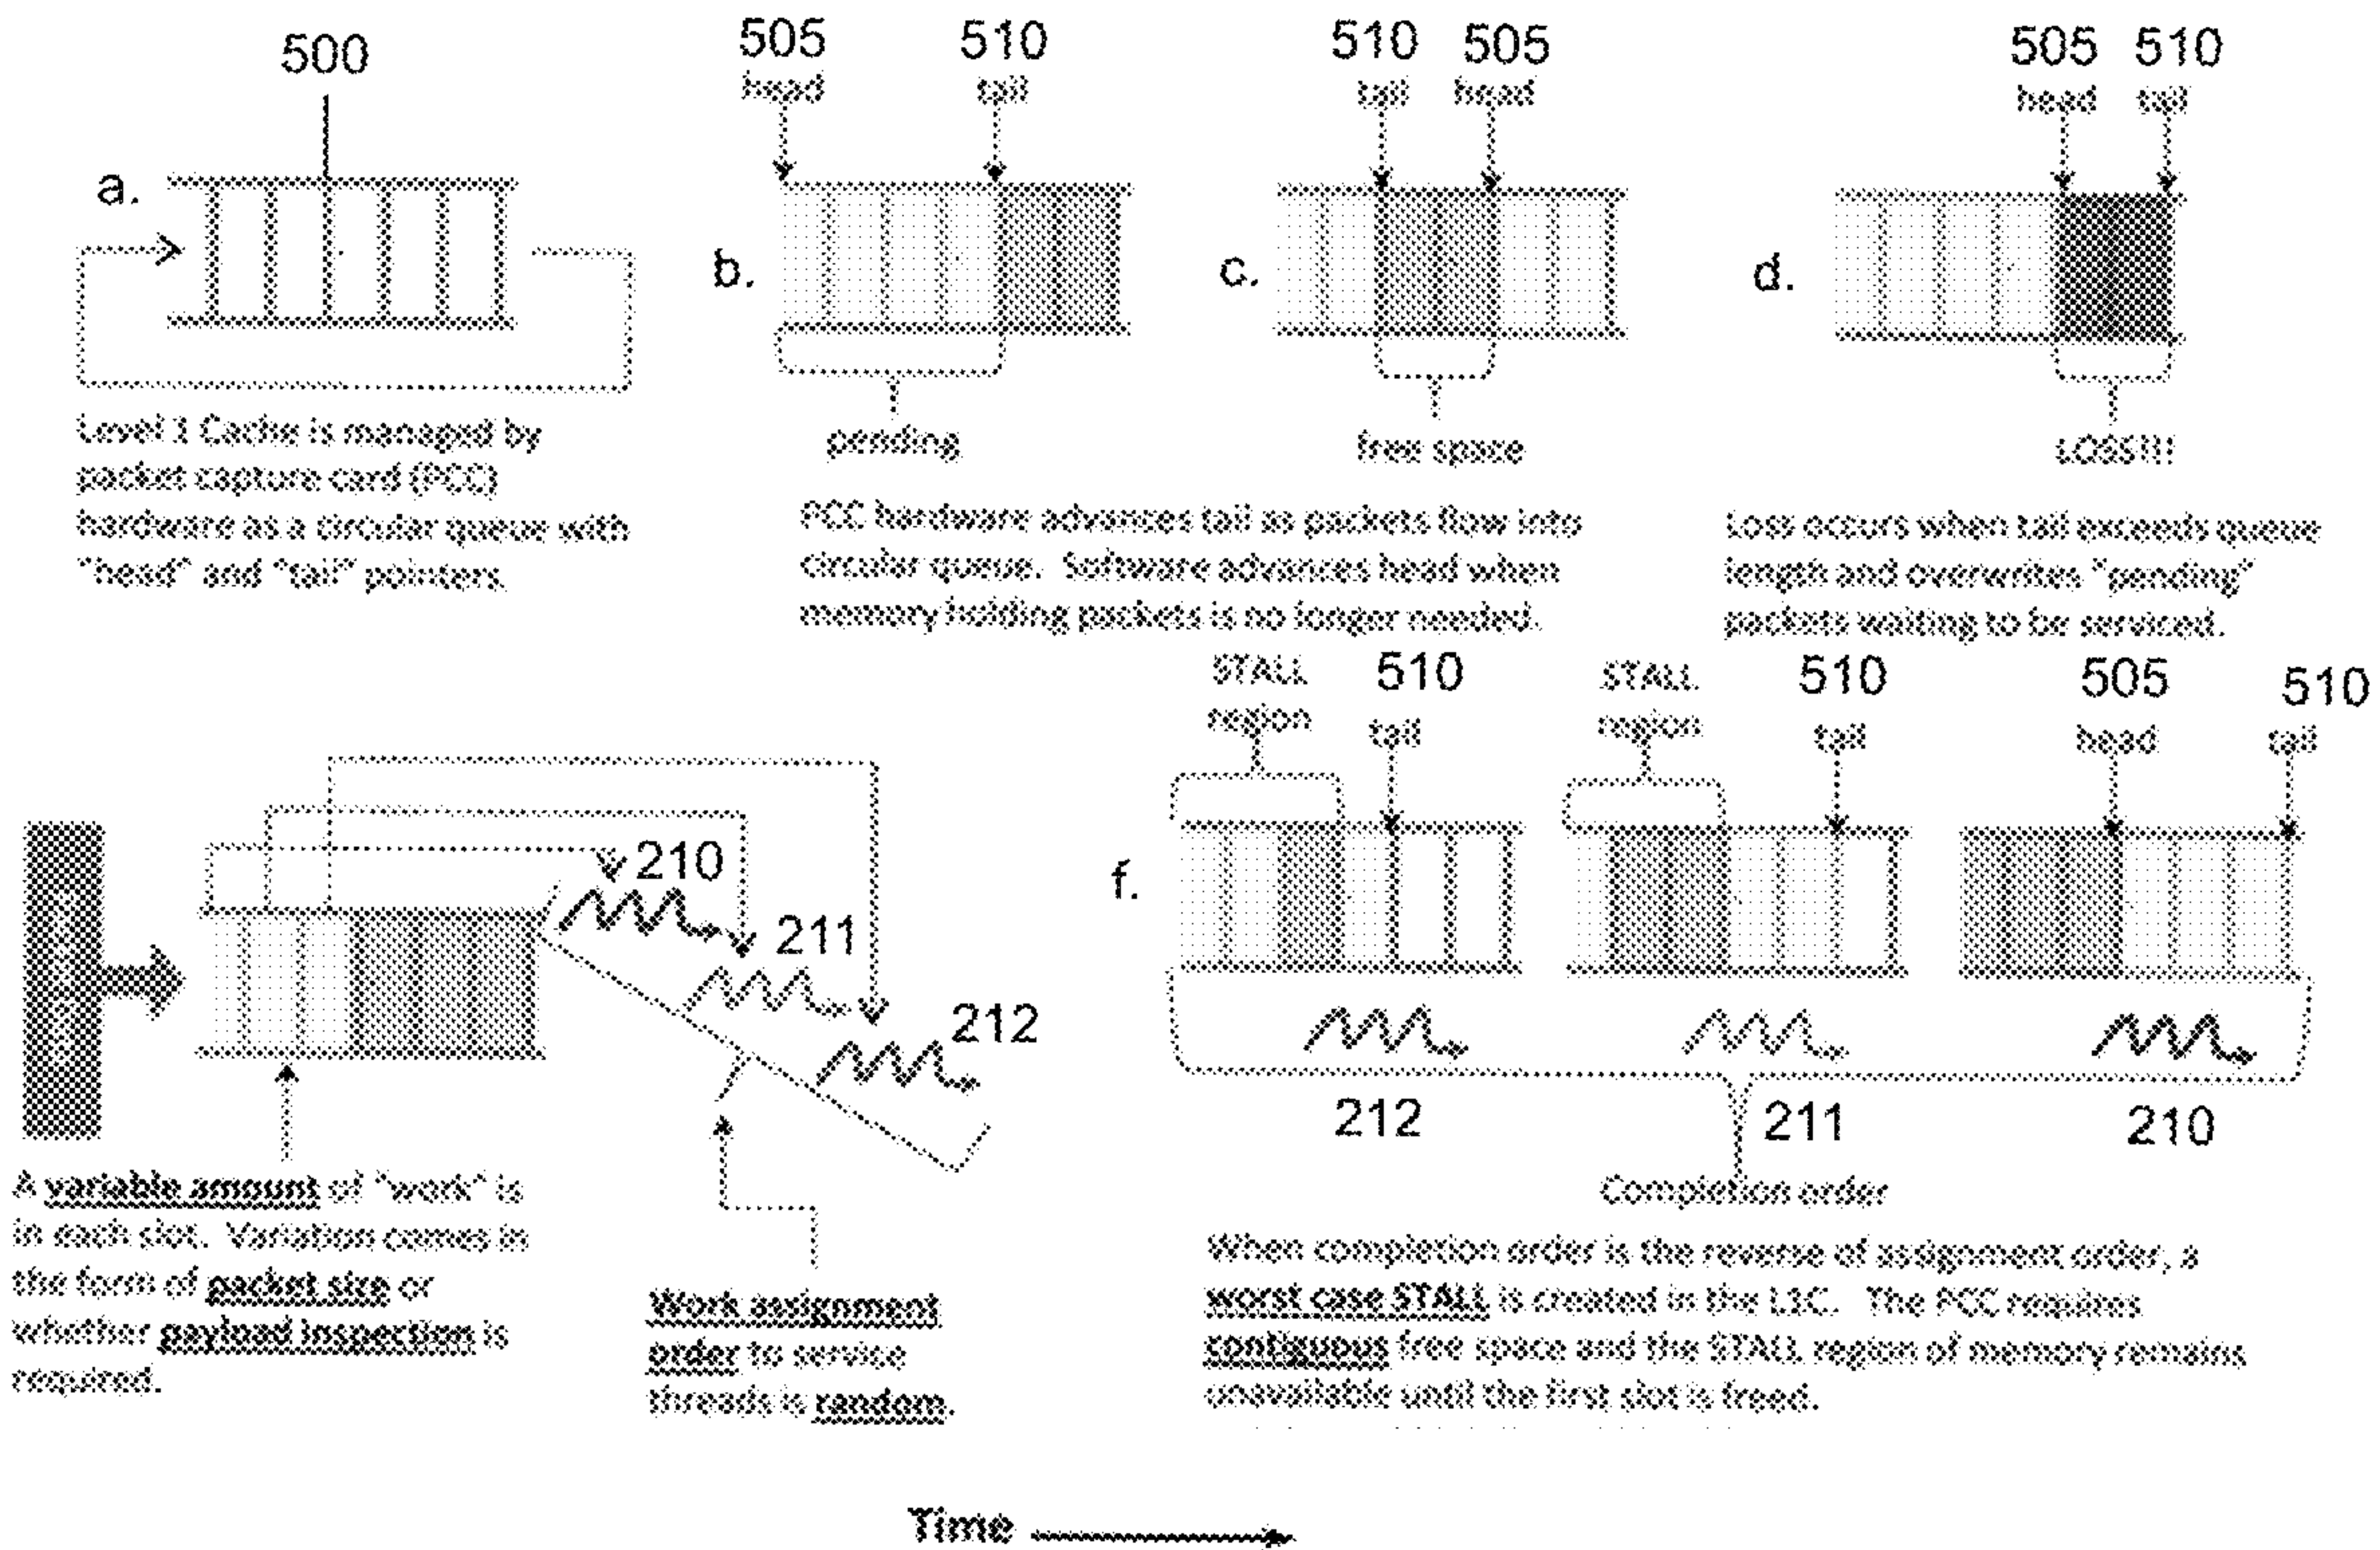 500
505
head
510
tail
510
tail
505
head
505
head
510
tail
a.
b.
c.
d.
pending
free space
LOSS!!!
Level 1 Cache is managed by
packet capture card (PCC)
hardware as a circular queue with
"head" and "tail" pointers.
PCC hardware advances tail as packets flow into
circular queue. Software advances head when
memory holding packets is no longer needed.
Loss occurs when tail exceeds queue
length and overwrites "pending"
packets waiting to be serviced.
210
211
212
A variable amount of "work" is
in each slot. Variation comes in
the form of packet size or
whether payload inspection is
required.
Work assignment
order to service
threads is random.
STALL
region
510
tail
STALL
region
510
tail
505
head
510
tail
f.
212
211
210
Completion order
When completion order is the reverse of assignment order, a
worst case STALL is created in the L1C. The PCC requires
contiguous free space and the STALL region of memory remains
unavailable until the first slot is freed.
Time